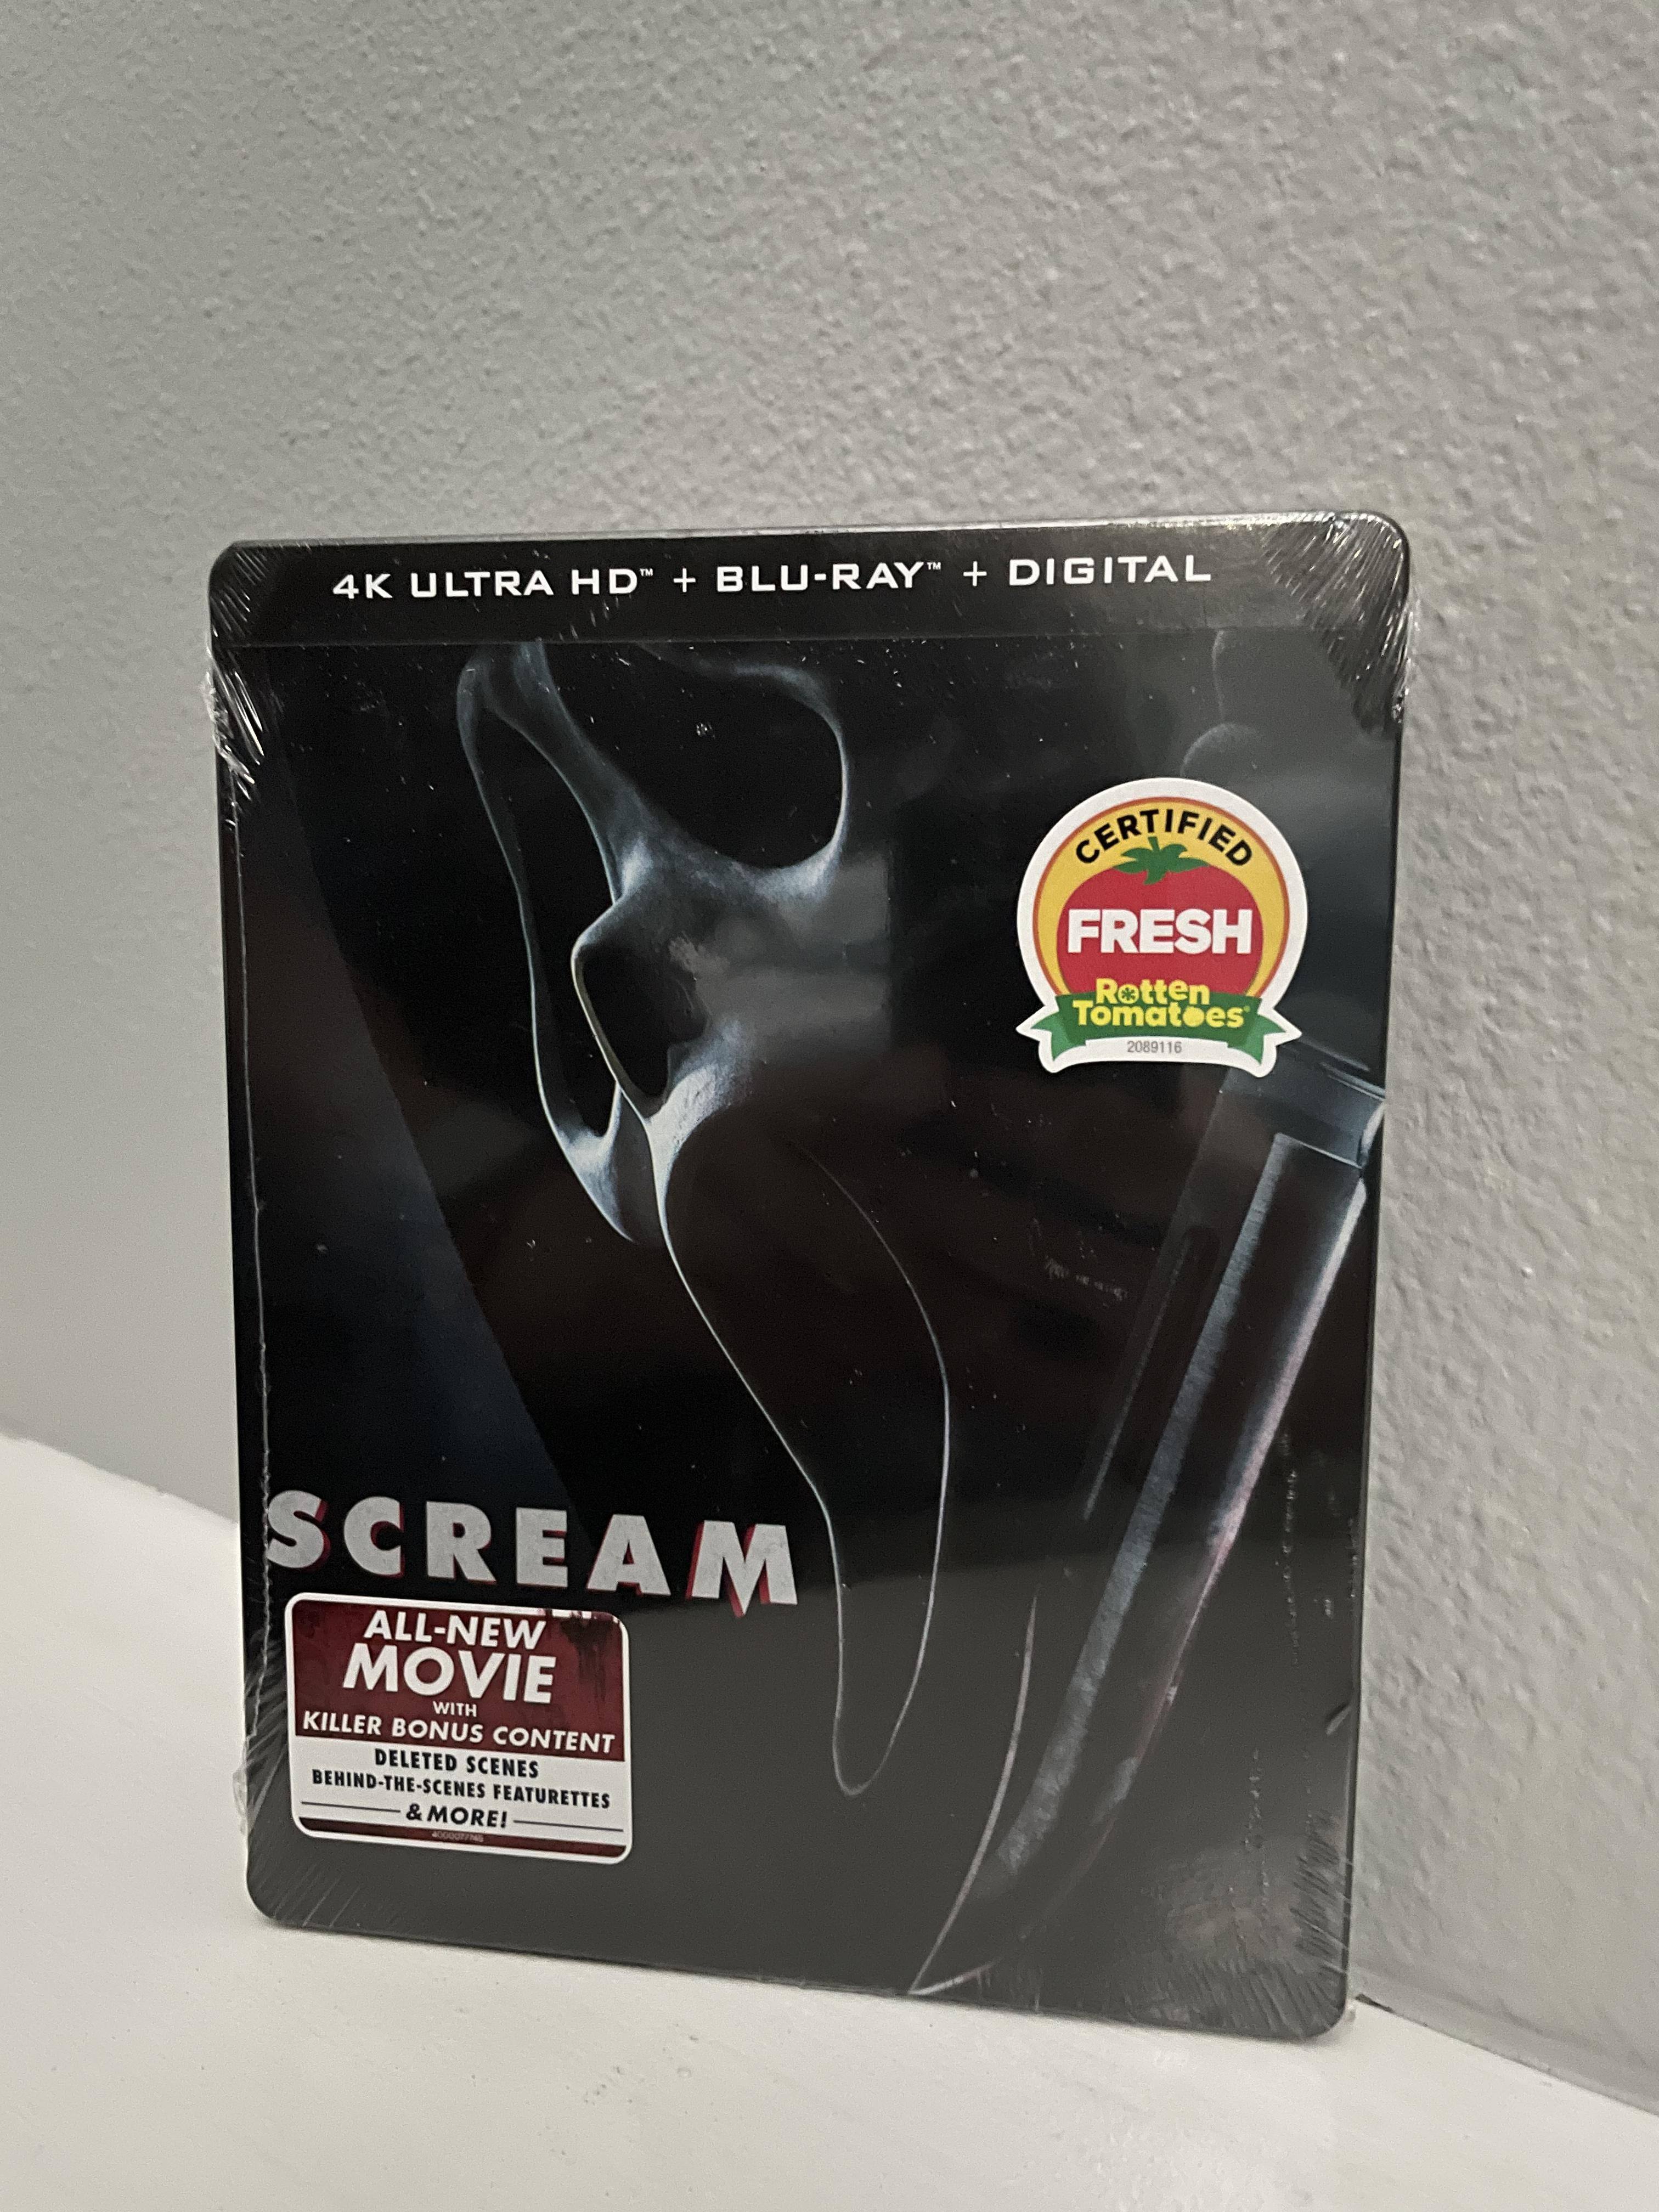 4K ULTRA HD™ + BLU-RAY™ + DIGITAL
CERTIFIED
FRESH
Rotten
Tomatoes®
2089116
SCREAM
ALL-NEW
MOVIE
WITH
KILLER BONUS CONTENT
DELETED SCENES
BEHIND-THE-SCENES FEATURETTES
& MORE!